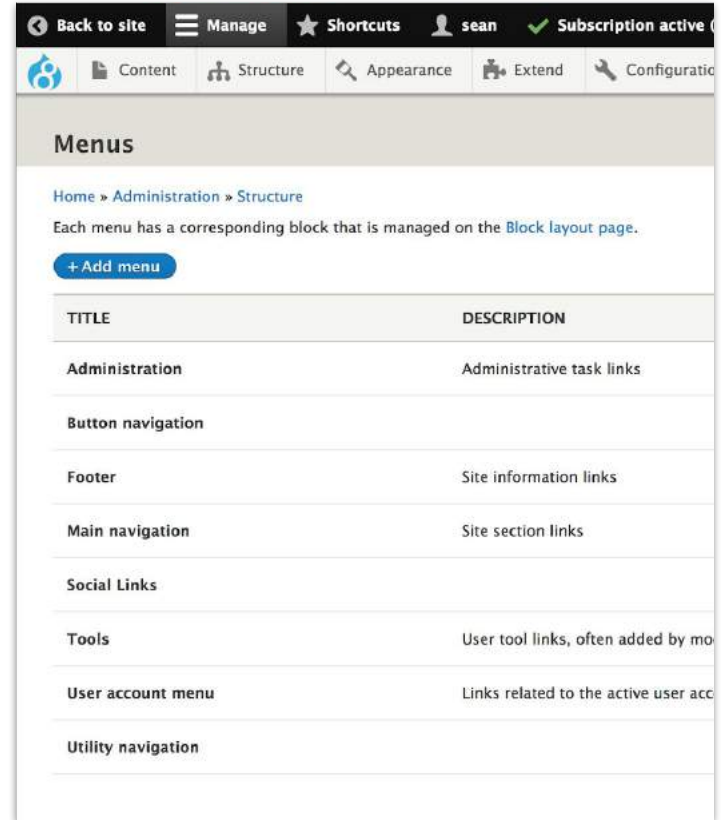 Back to site Manage Shortcuts sean Subscription active (
Content Structure Appearance Extend Configuratio
Menus
Home » Administration » Structure
Each menu has a corresponding block that is managed on the Block layout page.
+ Add menu
TITLE DESCRIPTION
Administration Administrative task links
Button navigation
Footer Site information links
Main navigation Site section links
Social Links
Tools User tool links, often added by mo
User account menu Links related to the active user acc
Utility navigation